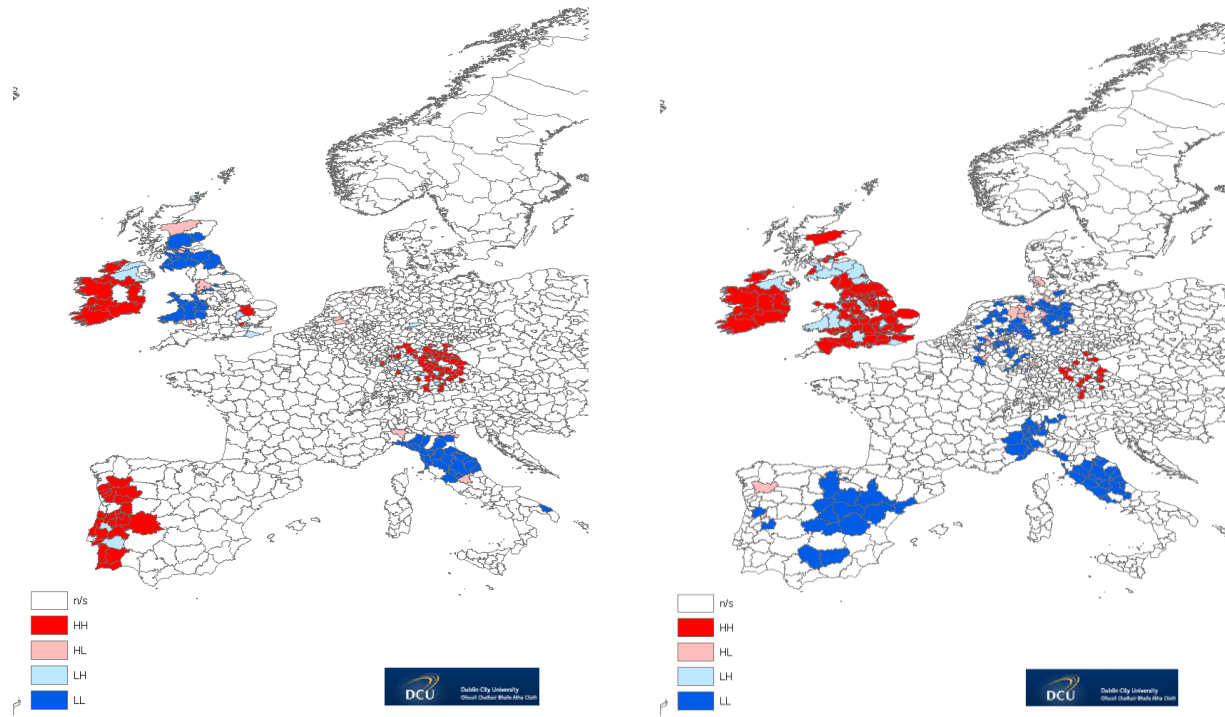 n/s
HH
HL
LH
LL
DCU
Dublin City University
Ollscoil Chathair Bhaile Átha Cliath
n/s
HH
HL
LH
LL
DCU
Dublin City University
Ollscoil Chathair Bhaile Átha Cliath